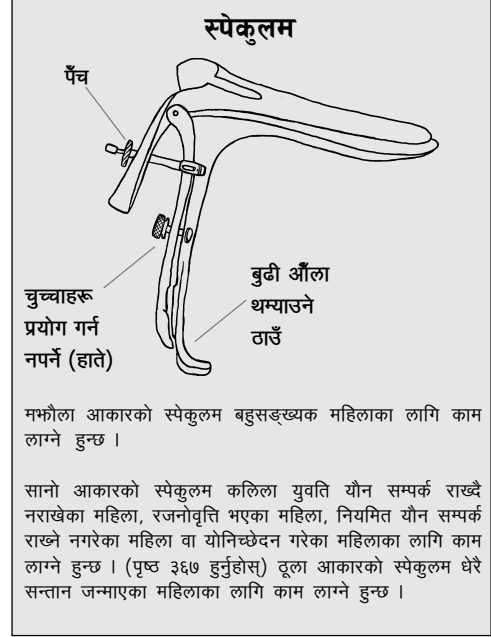 स्पेकुलम
पेँच
चुच्चाहरू
प्रयोग गर्न
नपर्ने (हाते)
बुढी औँला
थम्याउने
ठाउँ
मझौला आकारको स्पेकुलम बहुसङ्ख्यक महिलाका लागि काम
लाग्ने हुन्छ ।
सानो आकारको स्पेकुलम कलिला युवति यौन सम्पर्क राख्दै
नराखेका महिला, रजनोवृत्ति भएका महिला, नियमित यौन सम्पर्क
राख्ने नगरेका महिला वा योनिच्छेदन गरेका महिलाका लागि काम
लाग्ने हुन्छ । (पृष्ठ ३६७ हुर्नुहोस्) ठूला आकारको स्पेकुलम धेरै
सन्तान जन्माएका महिलाका लागि काम लाग्ने हुन्छ ।